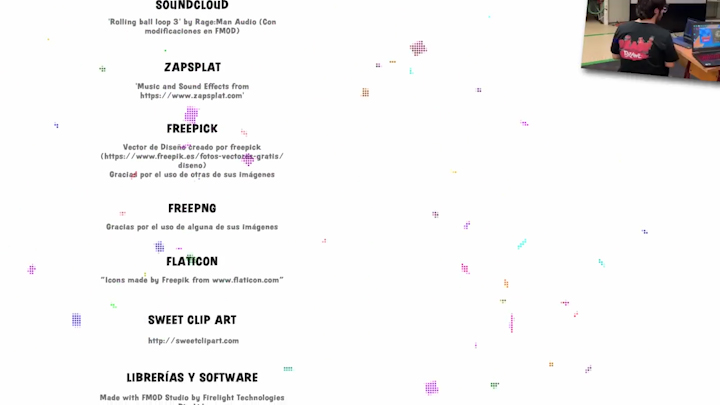 SOUNDCLOUD
'Rolling ball loop 3' by Rage:Man Audio (Con
modificaciones en FMOD)
ZAPSPLAT
'Music and Sound Effects from
https://www.zapsplat.com'
FREEPICK
Vector de Diseño creado por freepick
(https://www.freepik.es/fotos-vectores-gratis/
diseno)
Gracias por el uso de otras de sus imágenes
FREEPNG
Gracias por el uso de alguna de sus imágenes
FLATICON
"Icons made by Freepik from www.flaticon.com"
SWEET CLIP ART
http://sweetclipart.com
LIBRERÍAS Y SOFTWARE
Made with FMOD Studio by Firelight Technologies